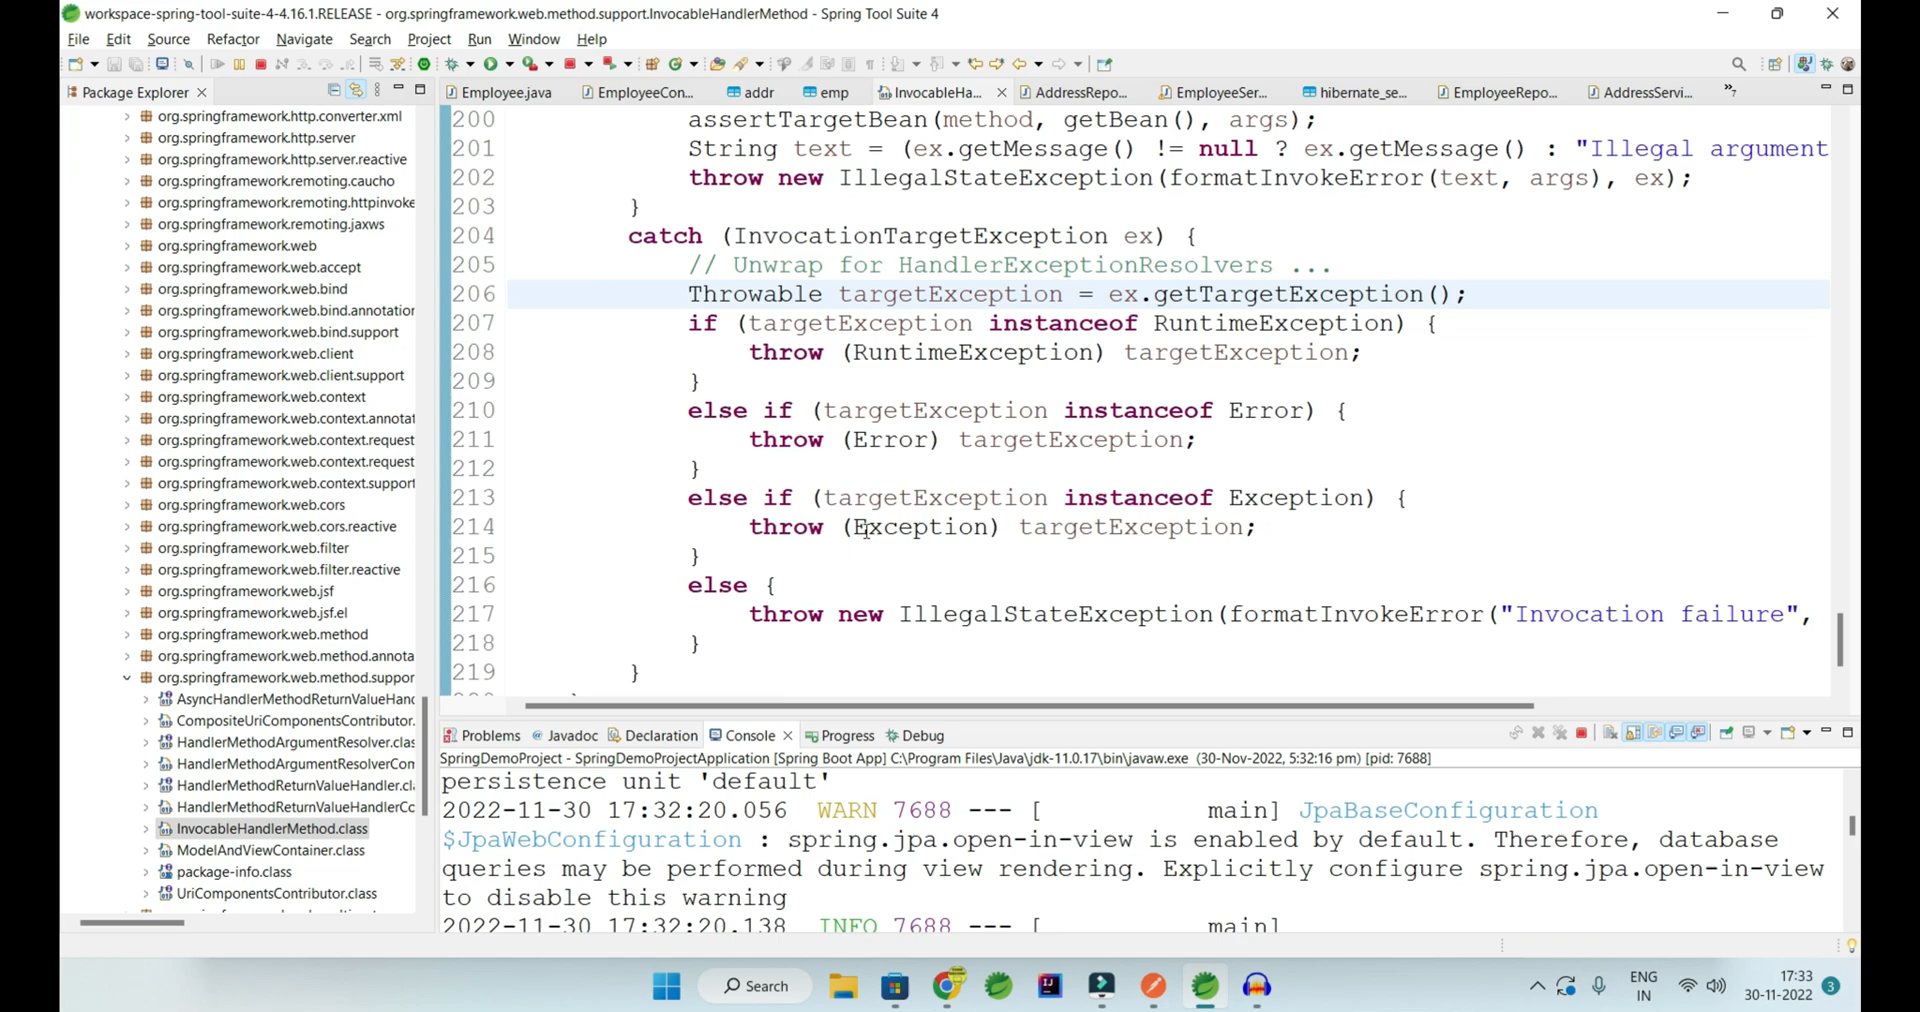 workspace-spring-tool-suite-4-4.16.1.RELEASE - org.springframework.web.method.support.InvocableHandlerMethod - Spring Tool Suite 4
File Edit Source Refactor Navigate Search Project Run Window Help
Package Explorer
Employee.java EmployeeCon... addr emp InvocableHa... AddressRepo... EmployeeSer... hibernate_se... EmployeeRepo... AddressServi... »7
org.springframework.http.converter.xml
org.springframework.http.server
org.springframework.http.server.reactive
org.springframework.remoting.caucho
org.springframework.remoting.httpinvoke
org.springframework.remoting.jaxws
org.springframework.web
org.springframework.web.accept
org.springframework.web.bind
org.springframework.web.bind.annotation
org.springframework.web.bind.support
org.springframework.web.client
org.springframework.web.client.support
org.springframework.web.context
org.springframework.web.context.annotat
org.springframework.web.context.request
org.springframework.web.context.request
org.springframework.web.context.support
org.springframework.web.cors
org.springframework.web.cors.reactive
org.springframework.web.filter
org.springframework.web.filter.reactive
org.springframework.web.jsf
org.springframework.web.jsf.el
org.springframework.web.method
org.springframework.web.method.annota
org.springframework.web.method.suppor
AsyncHandlerMethodReturnValueHand
CompositeUriComponentsContributor.
HandlerMethodArgumentResolver.clas
HandlerMethodArgumentResolverCom
HandlerMethodReturnValueHandler.cl
HandlerMethodReturnValueHandlerCo
InvocableHandlerMethod.class
ModelAndViewContainer.class
package-info.class
UriComponentsContributor.class
200 assertTargetBean(method, getBean(), args);
201 String text = (ex.getMessage() != null ? ex.getMessage() : "Illegal argument
202 throw new IllegalStateException(formatInvokeError(text, args), ex);
203 }
204 catch (InvocationTargetException ex) {
205 // Unwrap for HandlerExceptionResolvers ...
206 Throwable targetException = ex.getTargetException();
207 if (targetException instanceof RuntimeException) {
208 throw (RuntimeException) targetException;
209 }
210 else if (targetException instanceof Error) {
211 throw (Error) targetException;
212 }
213 else if (targetException instanceof Exception) {
214 throw (Exception) targetException;
215 }
216 else {
217 throw new IllegalStateException(formatInvokeError("Invocation failure",
218 }
219 }
Problems Javadoc Declaration Console Progress Debug
SpringDemoProject - SpringDemoProjectApplication [Spring Boot App] C:\Program Files\Java\jdk-11.0.17\bin\javaw.exe (30-Nov-2022, 5:32:16 pm) [pid: 7688]
persistence unit 'default'
2022-11-30 17:32:20.056 WARN 7688 --- [ main] JpaBaseConfiguration
$JpaWebConfiguration : spring.jpa.open-in-view is enabled by default. Therefore, database
queries may be performed during view rendering. Explicitly configure spring.jpa.open-in-view
to disable this warning
2022-11-30 17:32:20.138 INFO 7688 --- [ main]
Search
ENG
IN
17:33
30-11-2022
3